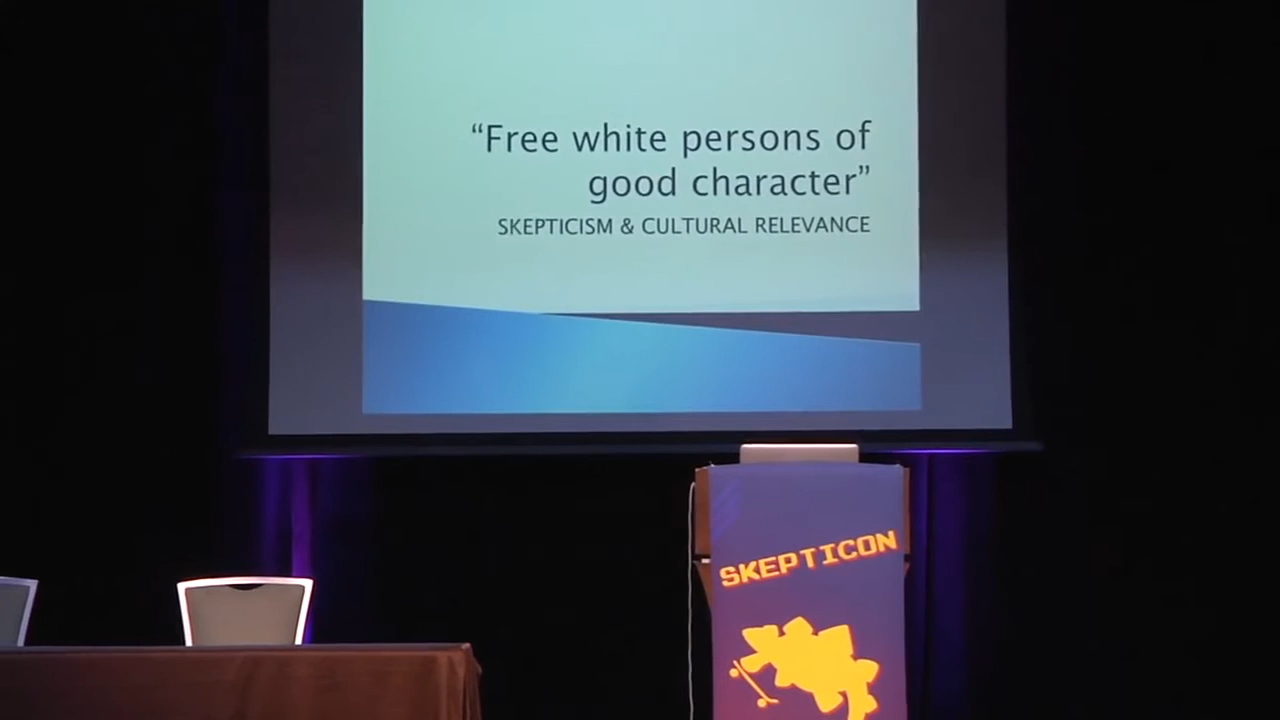 “Free white persons of
good character”
SKEPTICISM & CULTURAL RELEVANCE
SKEPTICON